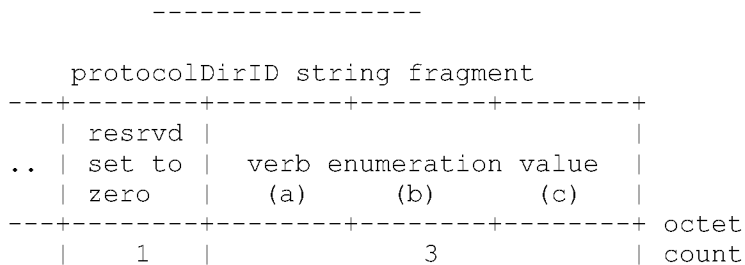 -----------------
protocolDirID string fragment
---+--------+--------+--------+--------+
| resrvd |
.. | set to | verb enumeration value |
| zero | (a) (b) (c) |
---+--------+--------+--------+--------+ octet
| 1 | 3 | count